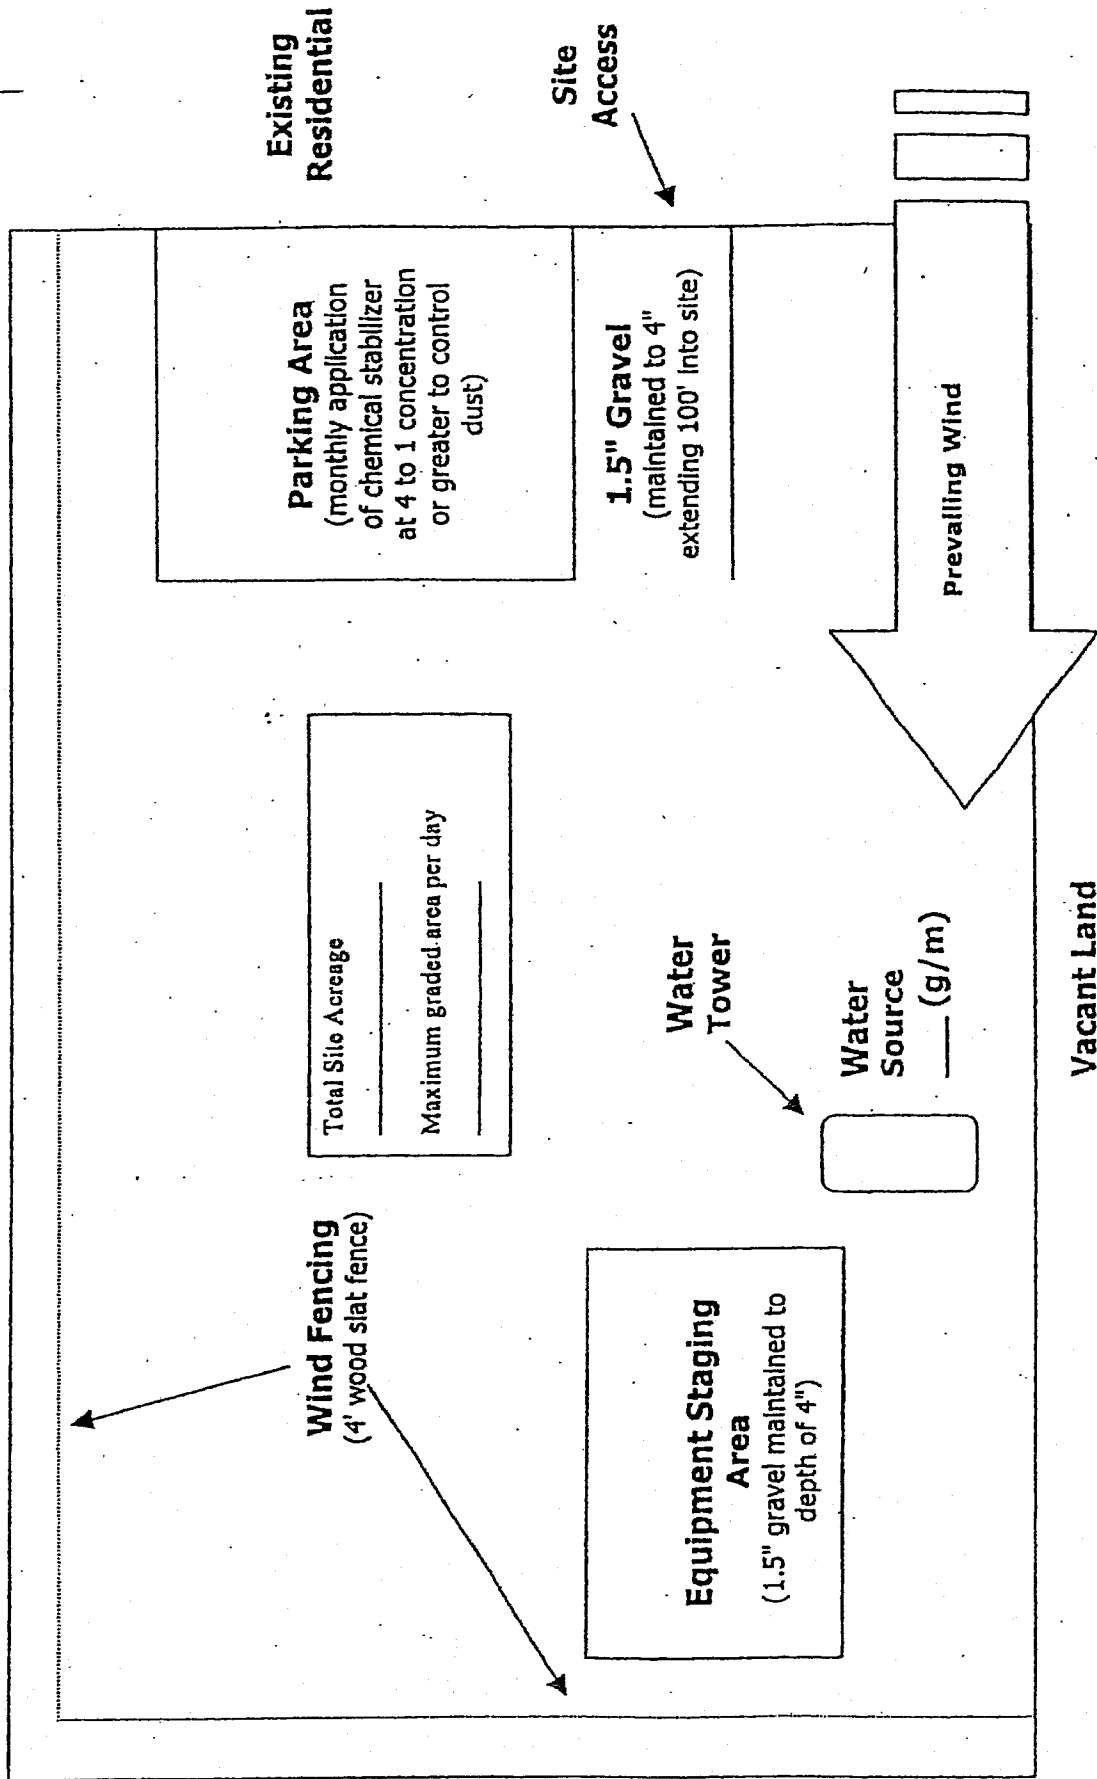 Existing
Residential
Site
Access
Parking Area
(monthly application
of chemical stabilizer
at 4 to 1 concentration
or greater to control
dust)
1.5" Gravel
(maintained to 4"
extending 100' into site)
Prevailing Wind
Total Site Acreage
Maximum graded area per day
Water
Tower
Water
Source
___ (g/m)
Vacant Land
Wind Fencing
(4' wood slat fence)
Equipment Staging
Area
(1.5" gravel maintained to
depth of 4")